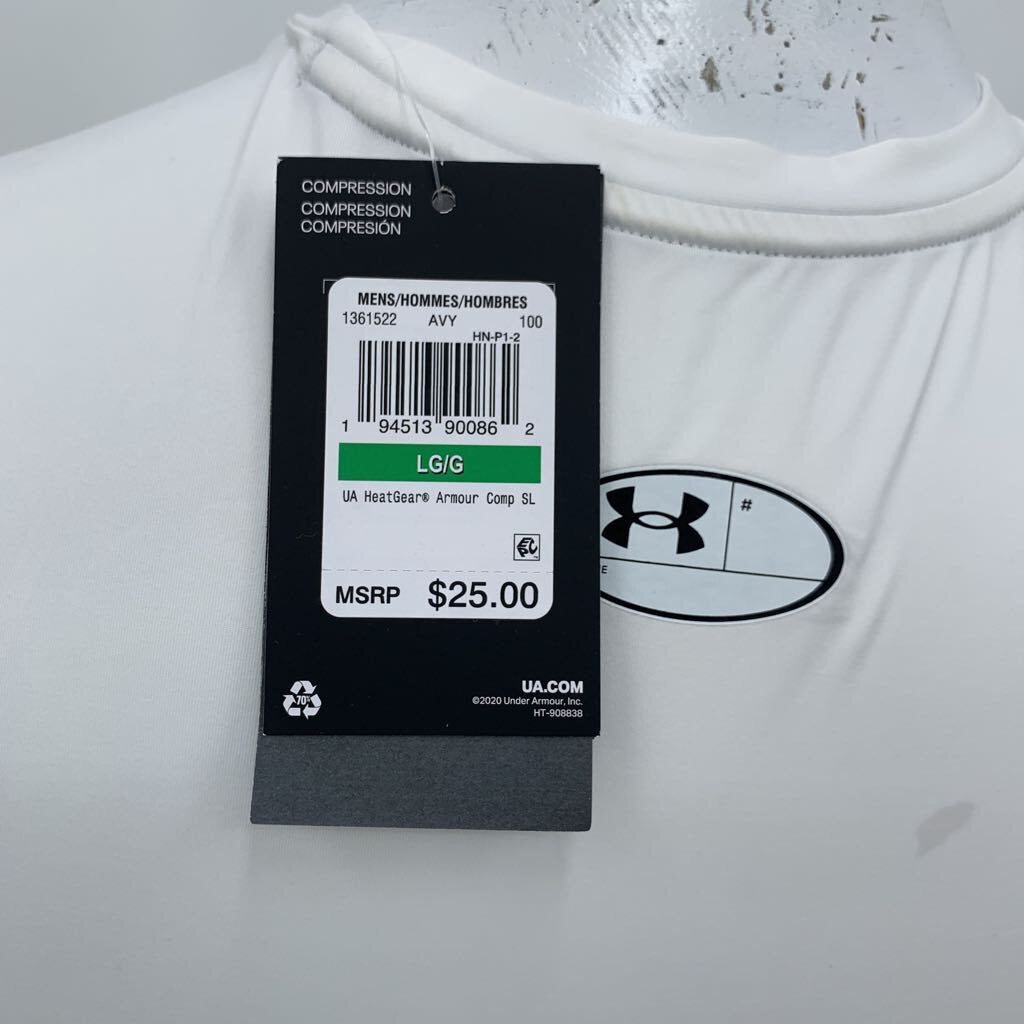 COMPRESSION
COMPRESSION
COMPRESIÓN
MENS/HOMMES/HOMBRES
1361522 AVY 100
HN-P1-2
1 94513 90086 2
LG/G
UA HeatGear® Armour Comp SL
MSRP $25.00
70%
UA.COM
©2020 Under Armour, Inc.
HT-908838
#